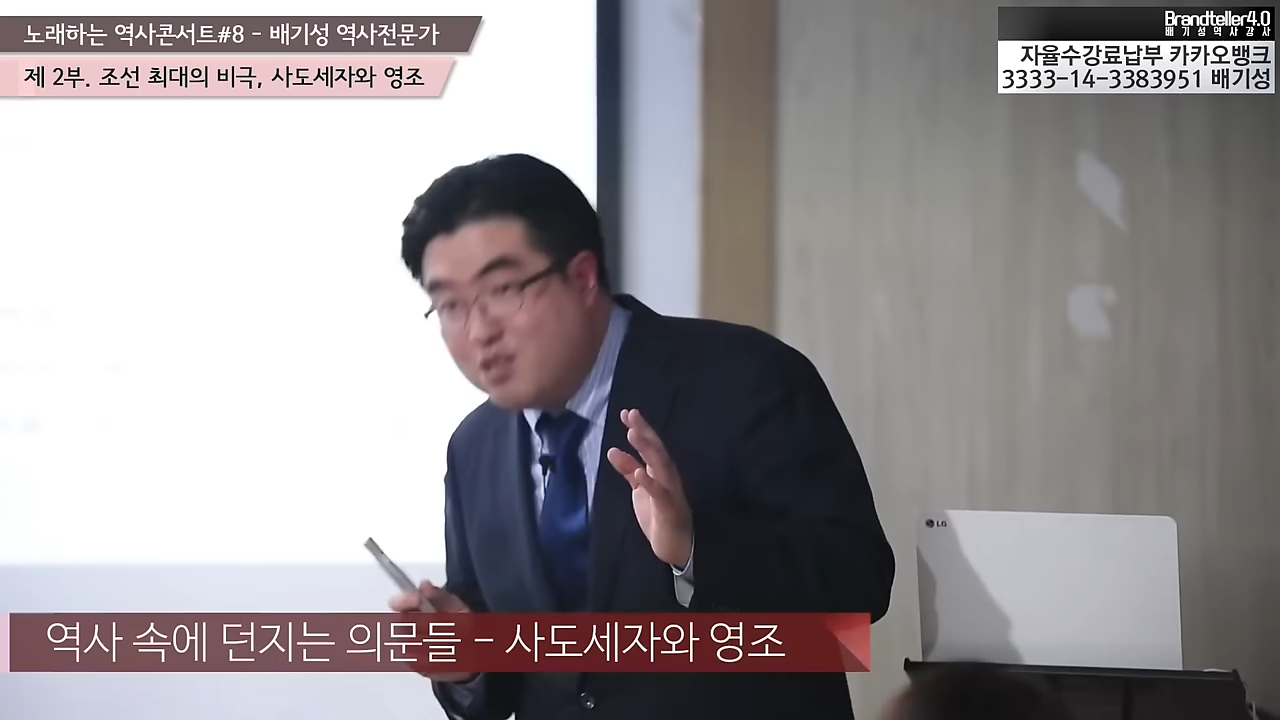 노래하는 역사콘서트#8 - 배기성 역사전문가
제 2부. 조선 최대의 비극, 사도세자와 영조
Brandteller4.0
배기성역사강사
자율수강료납부 카카오뱅크
3333-14-3383951 배기성
LG
역사 속에 던지는 의문들 - 사도세자와 영조